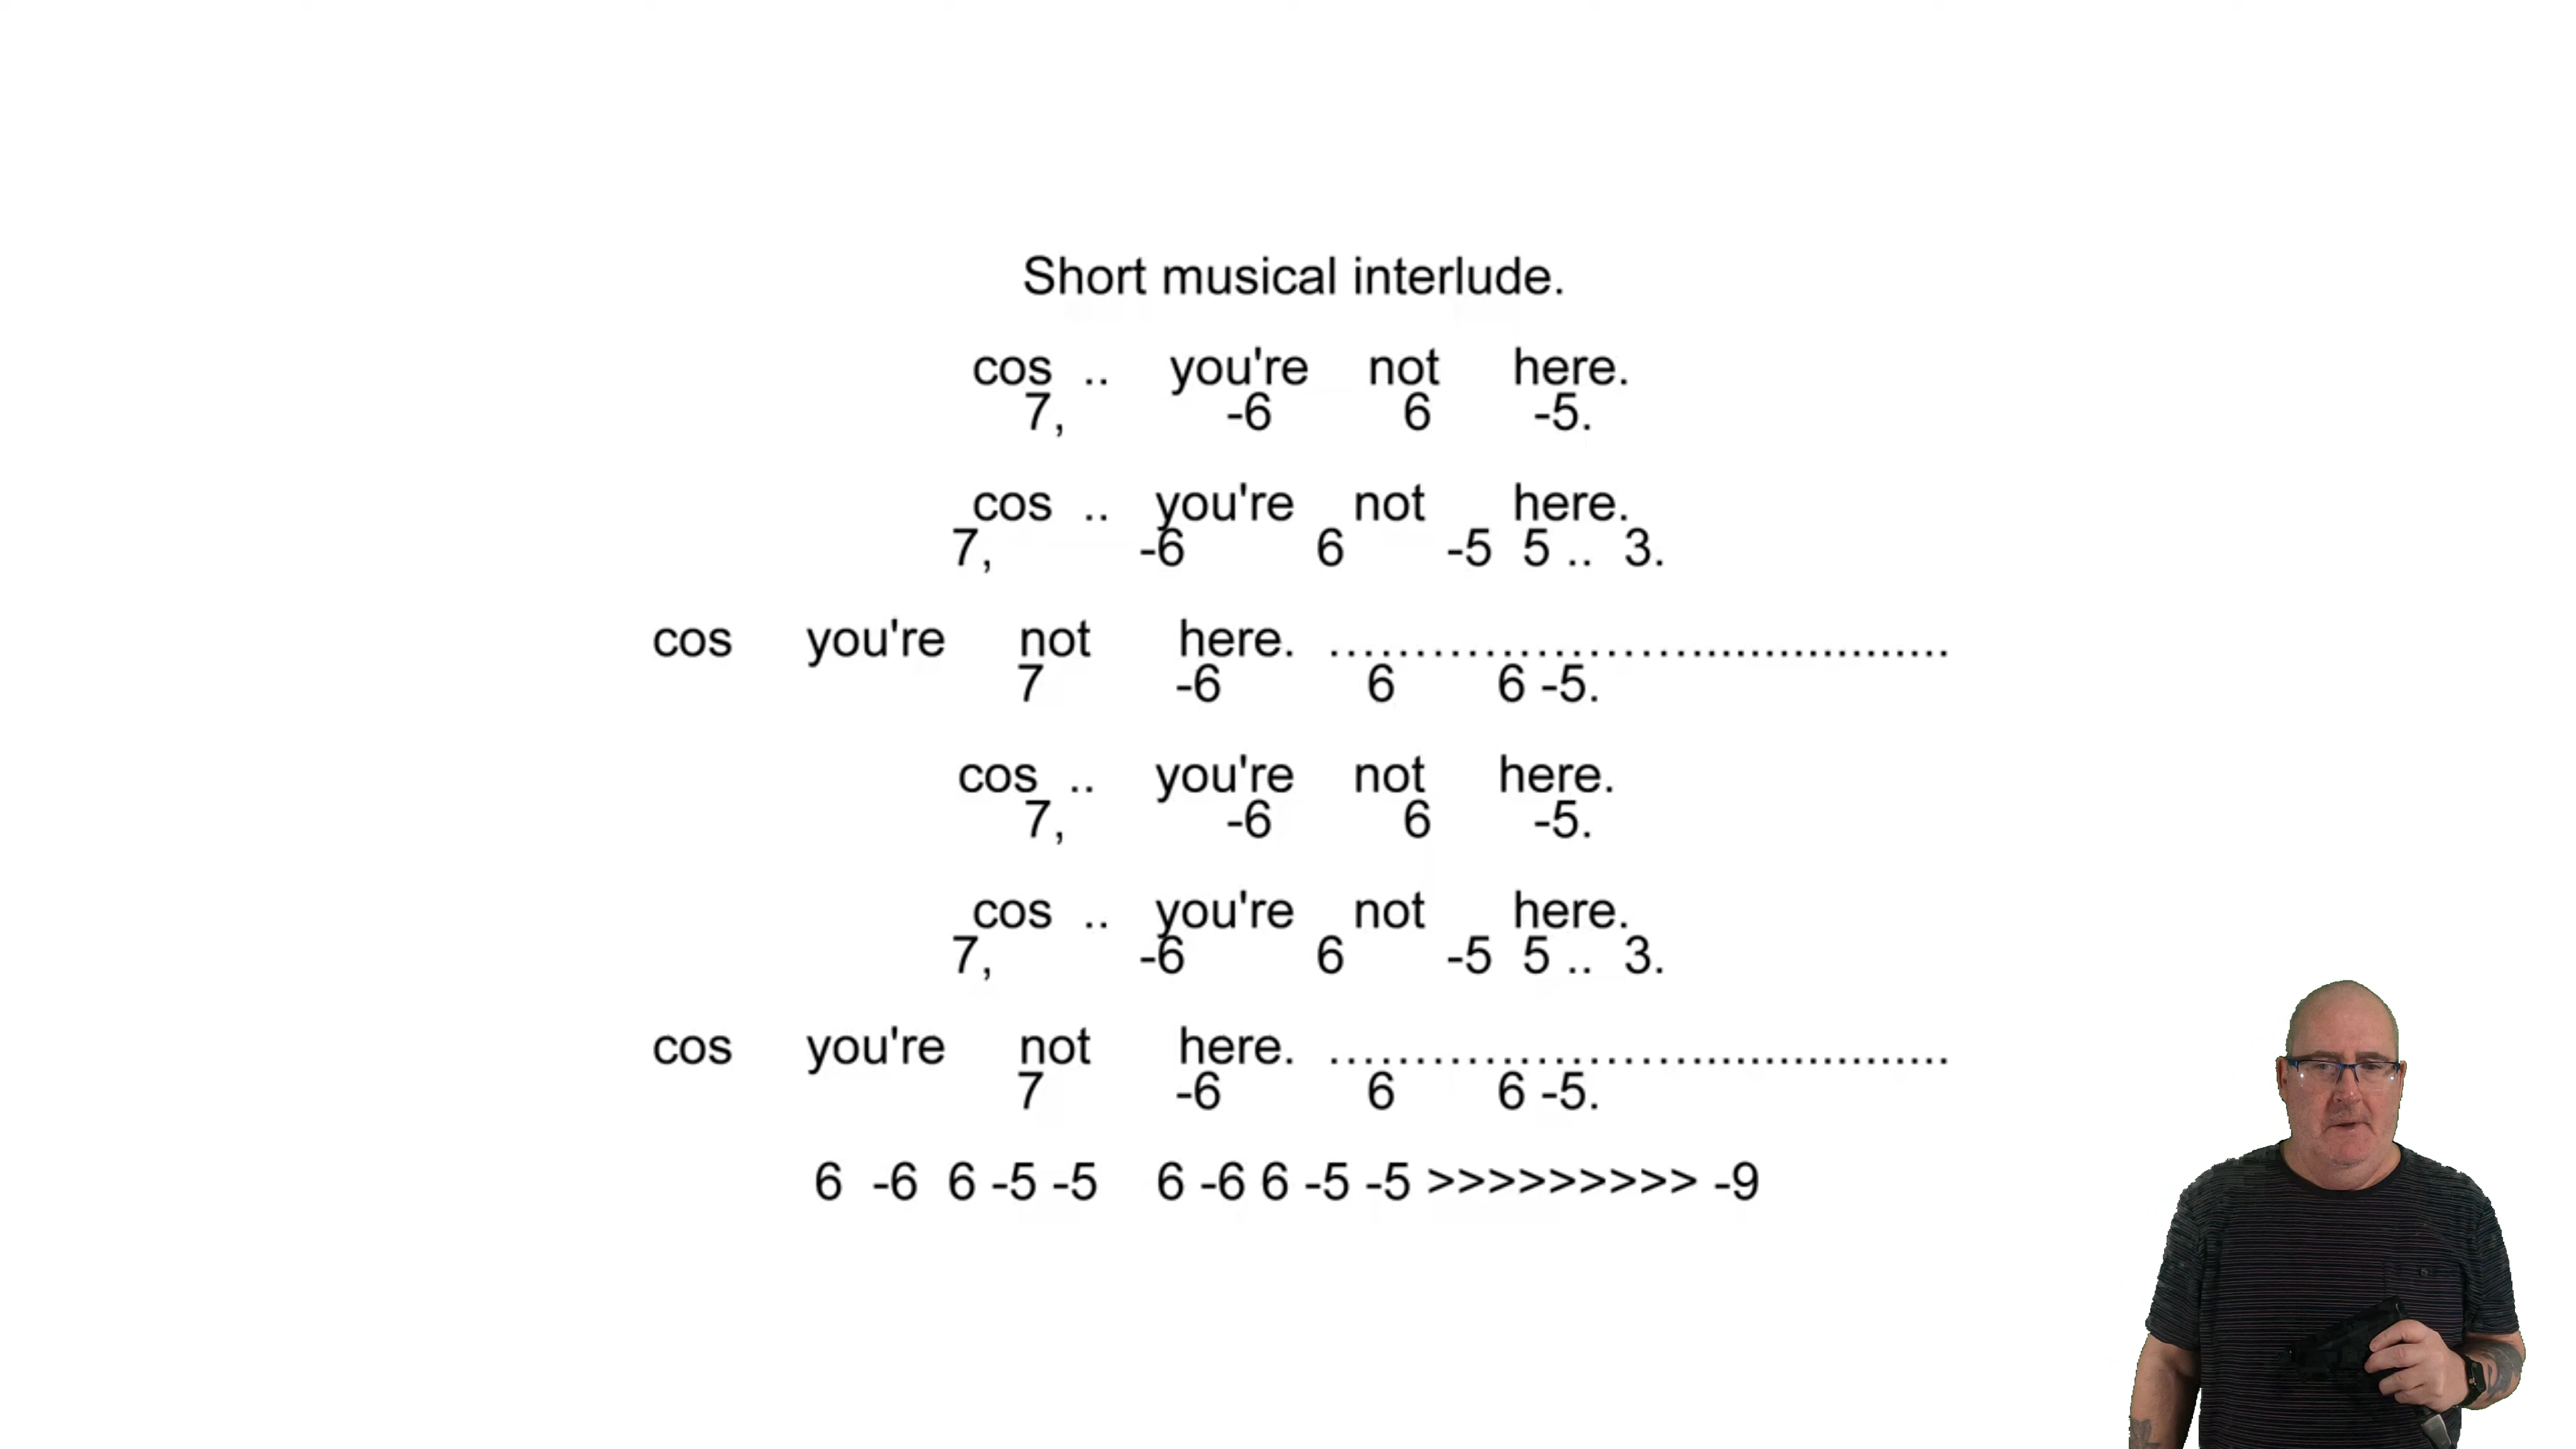 Short musical interlude.
cos .. you're not here.
7, -6 6 -5.
cos .. you're not here.
7, -6 6 -5 5 .. 3.
cos you're not here. .......................................
7 -6 6 6 -5.
cos .. you're not here.
7, -6 6 -5.
cos .. you're not here.
7, -6 6 -5 5 .. 3.
cos you're not here. .......................................
7 -6 6 6 -5.
6 -6 6 -5 -5 6 -6 6 -5 -5 >>>>>>>>> -9